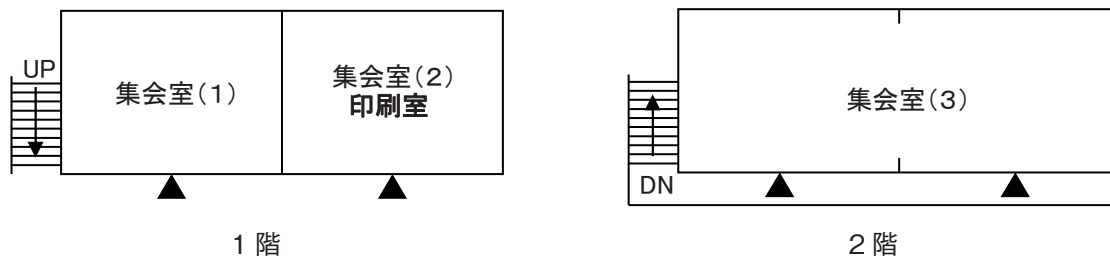 UP
集会室(1)
集会室(2)
印刷室
1階
集会室(3)
DN
2階